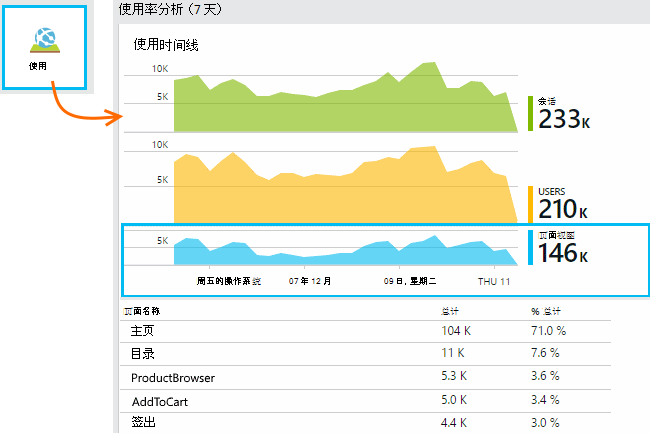 使用率分析 (7 天)
使用
使用时间线
10K
5K
会话
233K
10K
5K
USERS
210K
5K
页面视图
146K
周五的操作系统 07 年 12 月 09 日, 星期二 THU 11
页面名称 总计 % 总计
主页 104 K 71.0 %
目录 11 K 7.6 %
ProductBrowser 5.3 K 3.6 %
AddToCart 5.0 K 3.4 %
签出 4.4 K 3.0 %